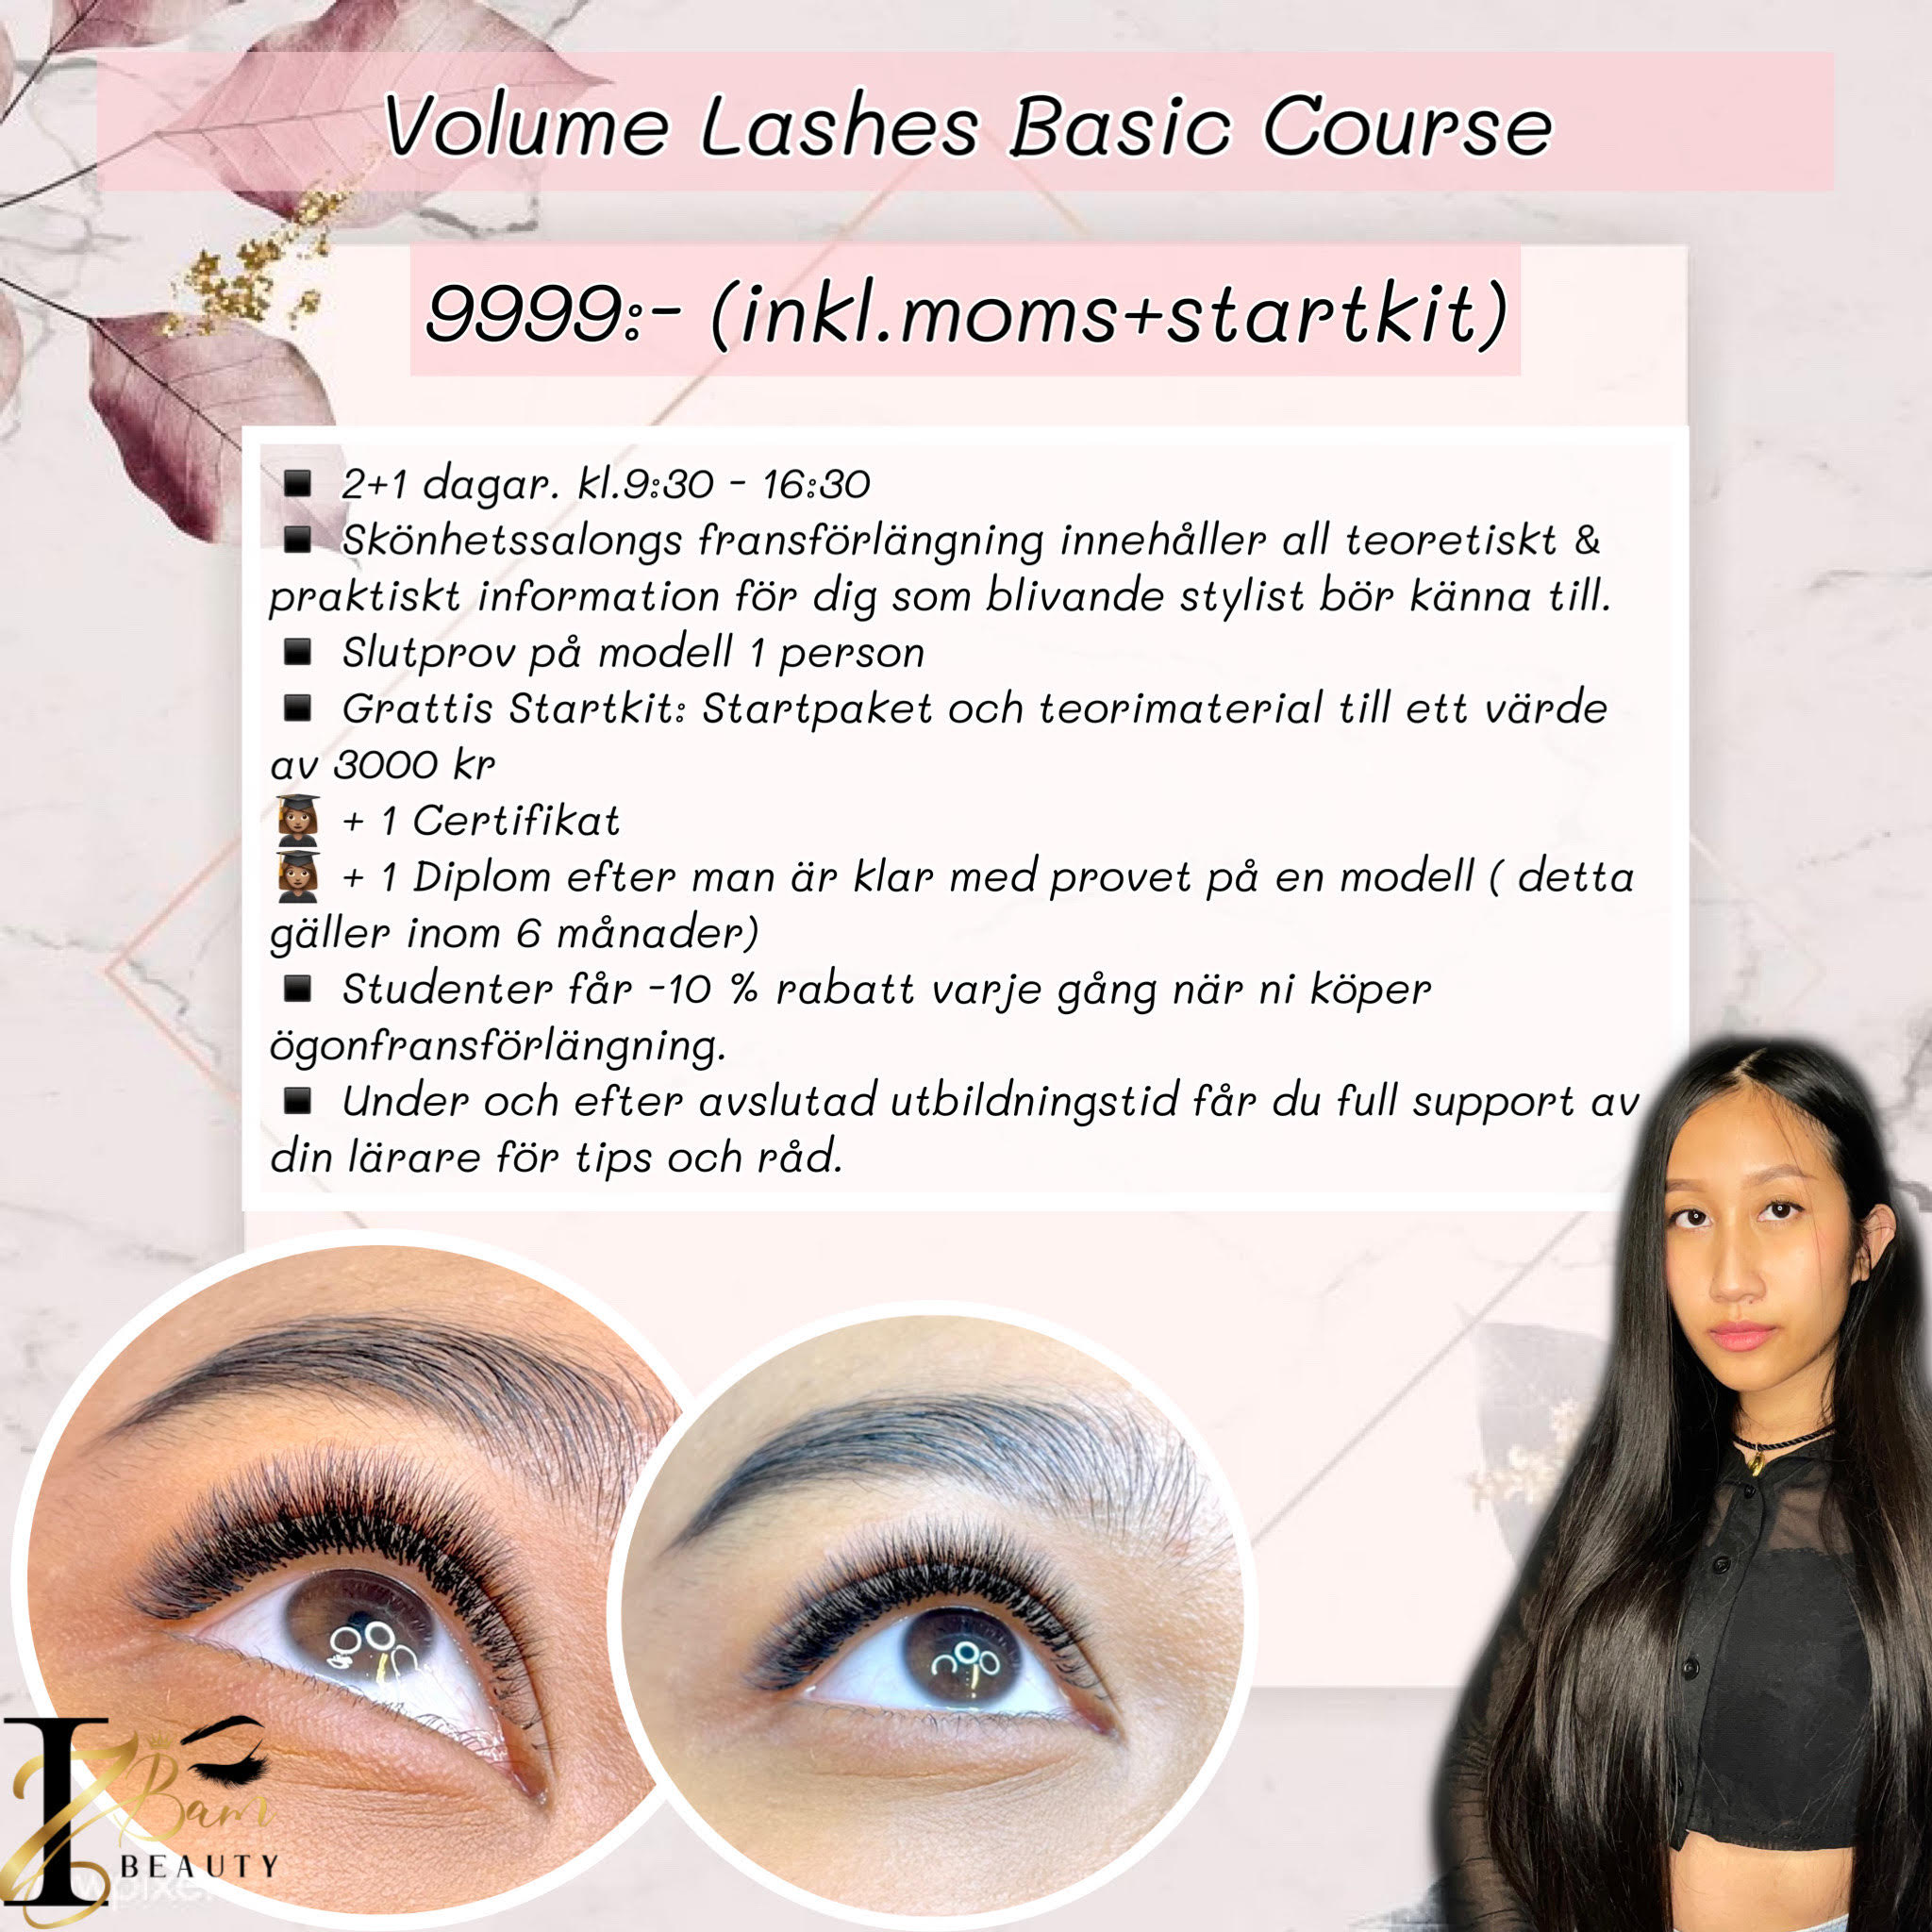 Volume Lashes Basic Course
9999:- (inkl.moms+startkit)
▪ 2+1 dagar. kl.9:30 - 16:30
▪ Skönhetssalongs fransförlängning innehåller all teoretiskt &
praktiskt information för dig som blivande stylist bör känna till.
▪ Slutprov på modell 1 person
▪ Grattis Startkit: Startpaket och teorimaterial till ett värde
av 3000 kr
👩🏽‍🎓 + 1 Certifikat
👩🏽‍🎓 + 1 Diplom efter man är klar med provet på en modell ( detta
gäller inom 6 månader)
▪ Studenter får -10 % rabatt varje gång när ni köper
ögonfransförlängning.
▪ Under och efter avslutad utbildningstid får du full support av
din lärare för tips och råd.
Bam
BEAUTY